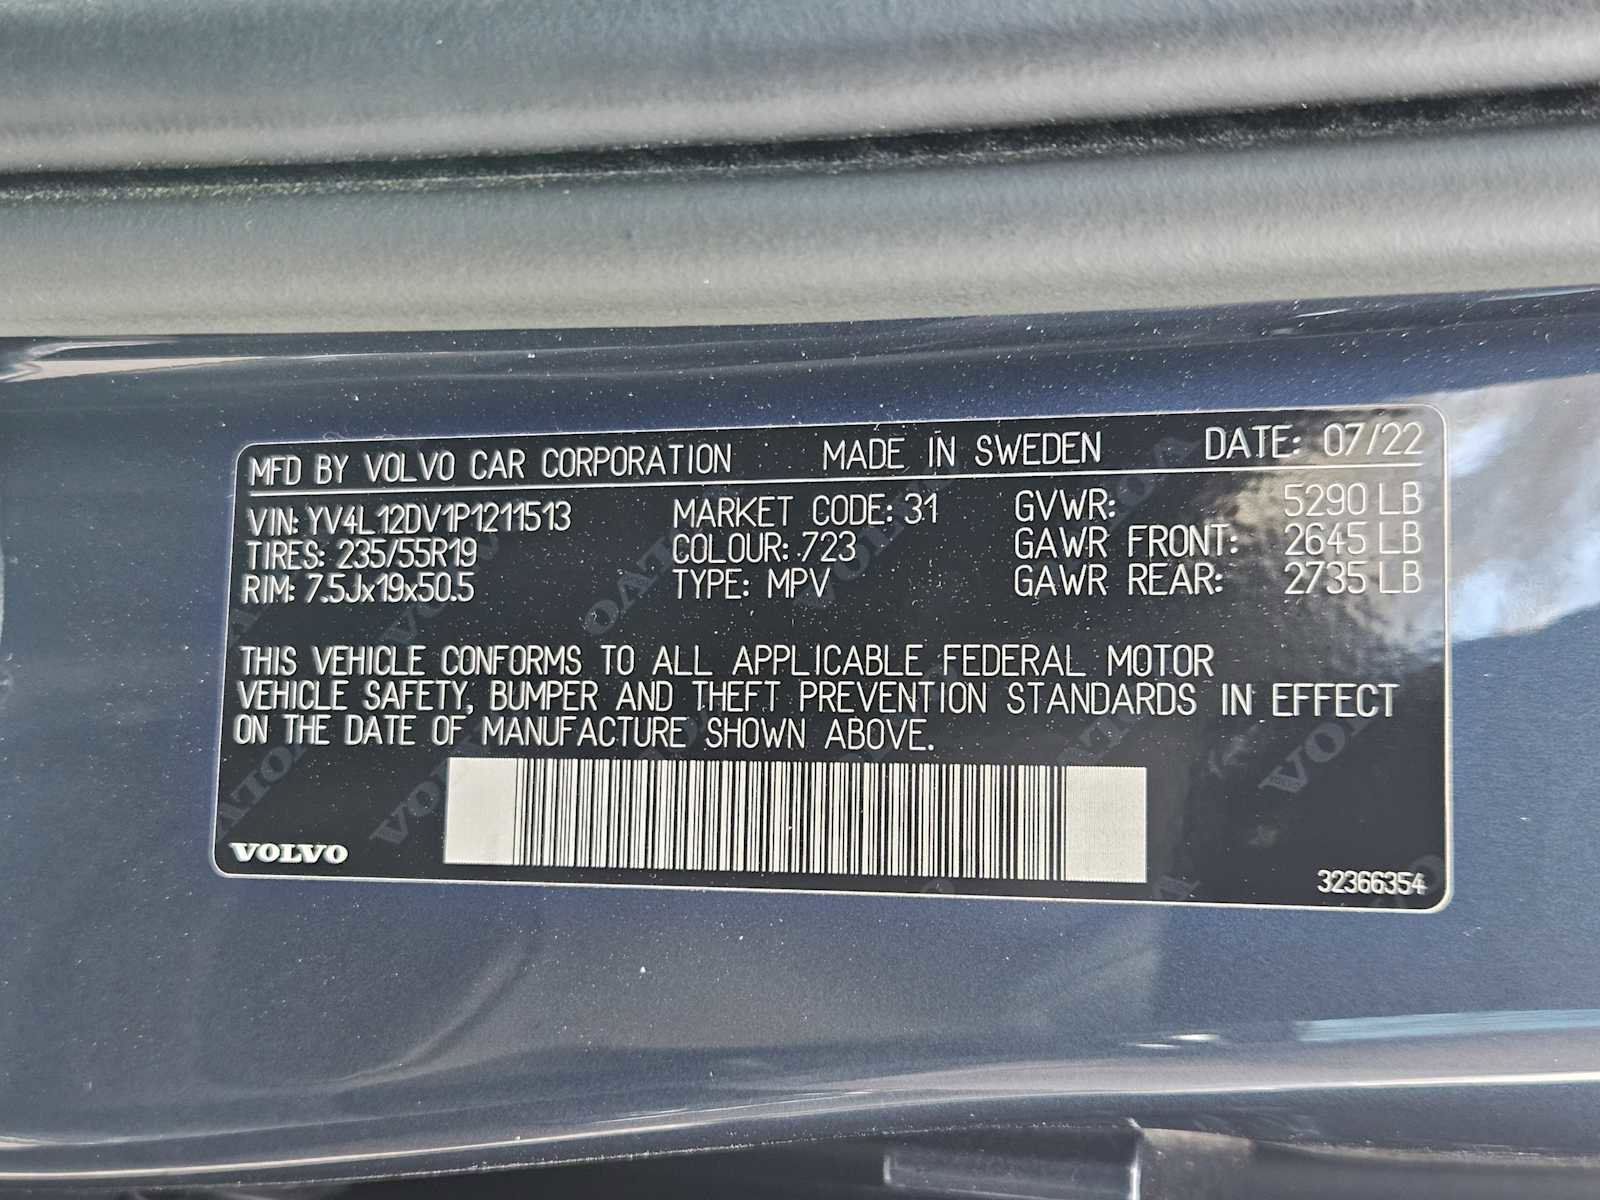 MFD BY VOLVO CAR CORPORATION MADE IN SWEDEN DATE: 07/22
VIN: YV4L12DV1P1211513 MARKET CODE: 31 GVWR: 5290 LB
TIRES: 235/55R19 COLOUR: 723 GAWR FRONT: 2645 LB
RIM: 7.5Jx19x50.5 TYPE: MPV GAWR REAR: 2735 LB
THIS VEHICLE CONFORMS TO ALL APPLICABLE FEDERAL MOTOR
VEHICLE SAFETY, BUMPER AND THEFT PREVENTION STANDARDS IN EFFECT
ON THE DATE OF MANUFACTURE SHOWN ABOVE.
VOLVO
32366354